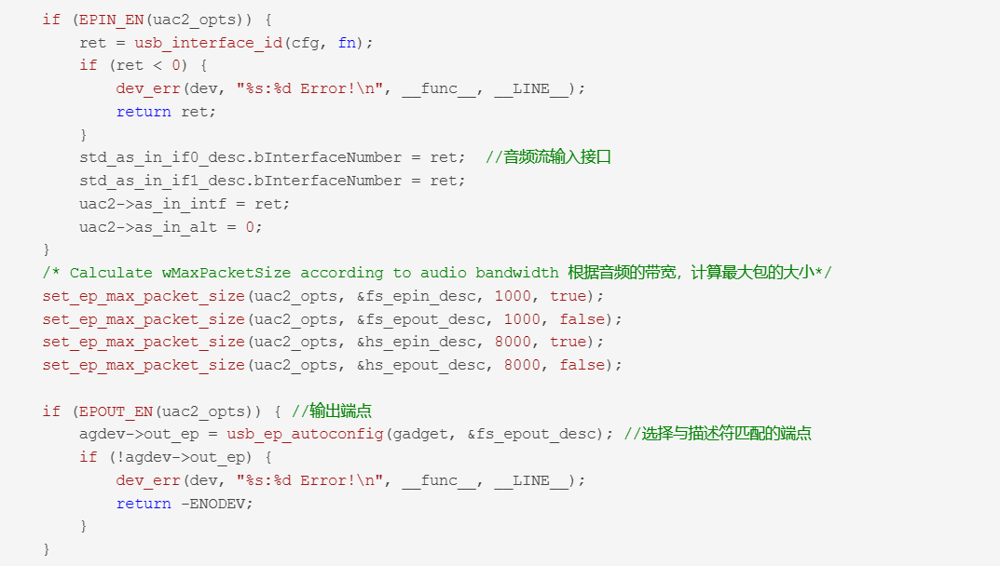 if (EPIN_EN(uac2_opts)) {
ret = usb_interface_id(cfg, fn);
if (ret < 0) {
dev_err(dev, "%s:%d Error!\n", __func__, __LINE__);
return ret;
}
std_as_in_if0_desc.bInterfaceNumber = ret;  //音频流输入接口
std_as_in_if1_desc.bInterfaceNumber = ret;
uac2->as_in_intf = ret;
uac2->as_in_alt = 0;
}
/* Calculate wMaxPacketSize according to audio bandwidth 根据音频的带宽，计算最大包的大小*/
set_ep_max_packet_size(uac2_opts, &fs_epin_desc, 1000, true);
set_ep_max_packet_size(uac2_opts, &fs_epout_desc, 1000, false);
set_ep_max_packet_size(uac2_opts, &hs_epin_desc, 8000, true);
set_ep_max_packet_size(uac2_opts, &hs_epout_desc, 8000, false);
if (EPOUT_EN(uac2_opts)) { //输出端点
agdev->out_ep = usb_ep_autoconfig(gadget, &fs_epout_desc); //选择与描述符匹配的端点
if (!agdev->out_ep) {
dev_err(dev, "%s:%d Error!\n", __func__, __LINE__);
return -ENODEV;
}
}